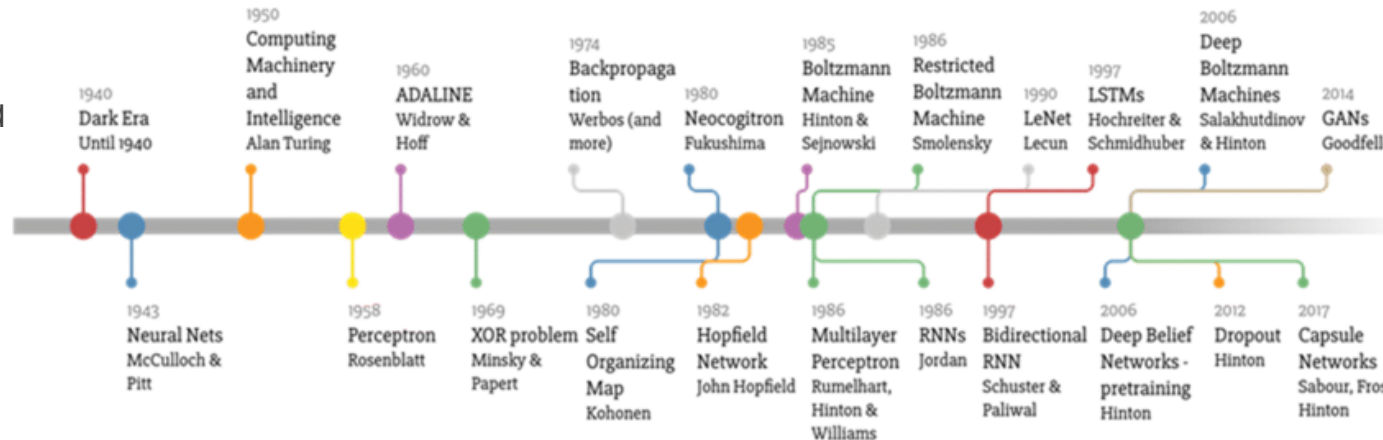 1940
Dark Era
Until 1940
1950
Computing
Machinery
and
Intelligence
Alan Turing
1960
ADALINE
Widrow &
Hoff
1974
Backpropaga
tion
Werbos (and
more)
1980
Neocogitron
Fukushima
1985
Boltzmann
Machine
Hinton &
Sejnowski
1986
Restricted
Boltzmann
Machine
Smolensky
1990
LeNet
Lecun
1997
LSTMs
Hochreiter &
Schmidhuber
2006
Deep
Boltzmann
Machines
Salakhutdinov
& Hinton
2014
GANs
Goodfell
1943
Neural Nets
McCulloch &
Pitt
1958
Perceptron
Rosenblatt
1969
XOR problem
Minsky &
Papert
1980
Self
Organizing
Map
Kohonen
1982
Hopfield
Network
John Hopfield
1986
Multilayer
Perceptron
Rumelhart,
Hinton &
Williams
1986
RNNs
Jordan
1997
Bidirectional
RNN
Schuster &
Paliwal
2006
Deep Belief
Networks -
pretraining
Hinton
2012
Dropout
Hinton
2017
Capsule
Networks
Sabour, Fros
Hinton